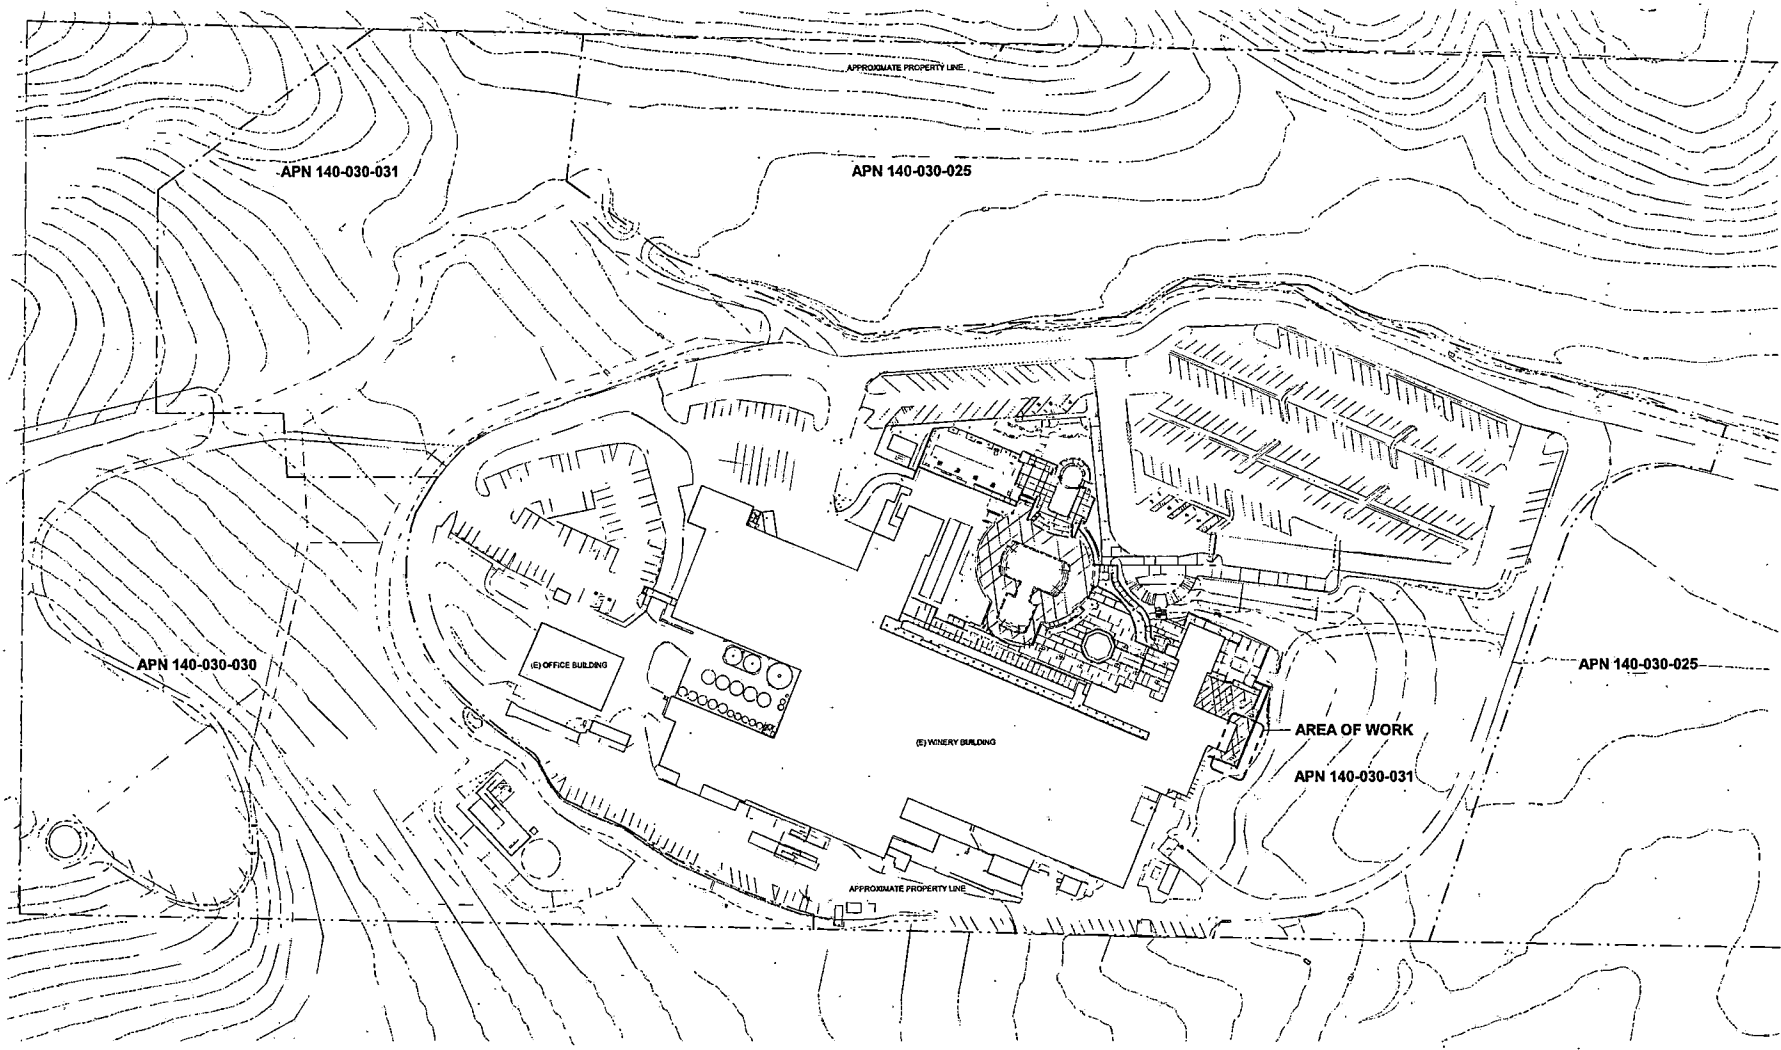 APPROXIMATE PROPERTY LINE
APN 140-030-031
APN 140-030-025
APN 140-030-030
(E) OFFICE BUILDING
APN 140-030-025
AREA OF WORK
(E) WINERY BUILDING
APN 140-030-031
APPROXIMATE PROPERTY LINE